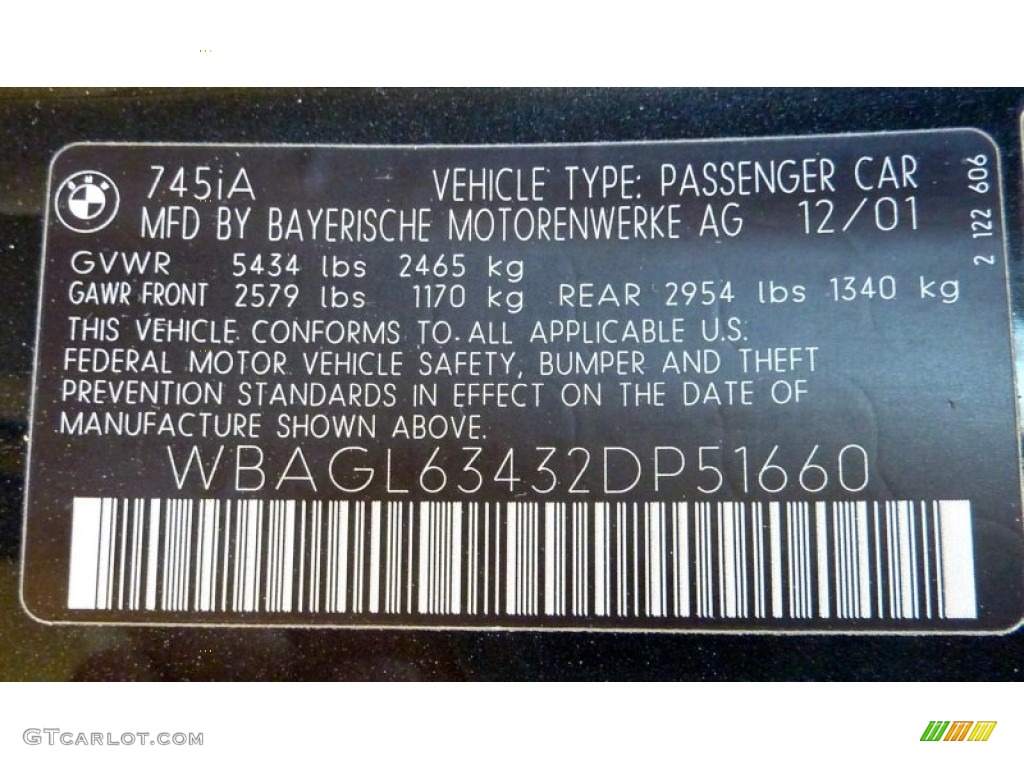 745iA VEHICLE TYPE: PASSENGER CAR
MFD BY BAYERISCHE MOTORENWERKE AG 12/01
2 122 606
GVWR 5434 lbs 2465 kg
GAWR FRONT 2579 lbs 1170 kg REAR 2954 lbs 1340 kg
THIS VEHICLE CONFORMS TO ALL APPLICABLE U.S.
FEDERAL MOTOR VEHICLE SAFETY, BUMPER AND THEFT
PREVENTION STANDARDS IN EFFECT ON THE DATE OF
MANUFACTURE SHOWN ABOVE.
WBAGL63432DP51660
GTCARLOT.COM